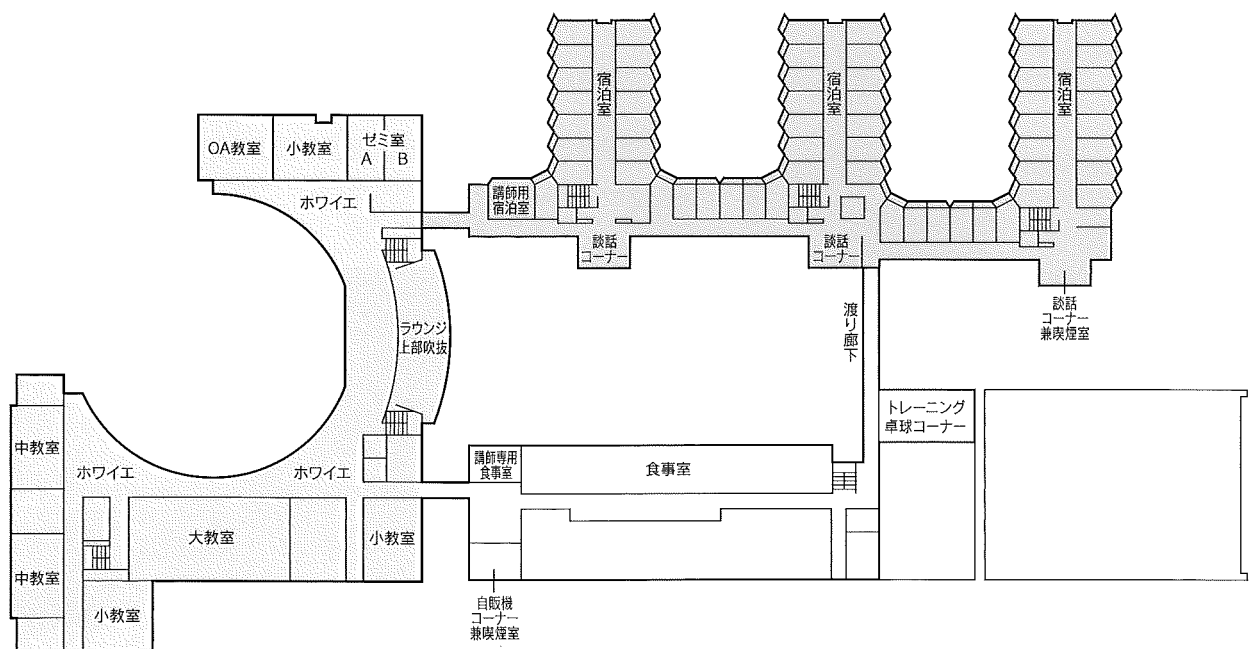 宿泊室
宿泊室
宿泊室
OA教室
小教室
ゼミ室
A B
ホワイエ
講師用
宿泊室
談話
コーナー
談話
コーナー
談話
コーナー
兼喫煙室
ラウンジ
上部吹抜
渡り廊下
トレーニング
卓球コーナー
中教室
ホワイエ
ホワイエ
講師専用
食事室
食事室
大教室
小教室
中教室
小教室
自販機
コーナー
兼喫煙室